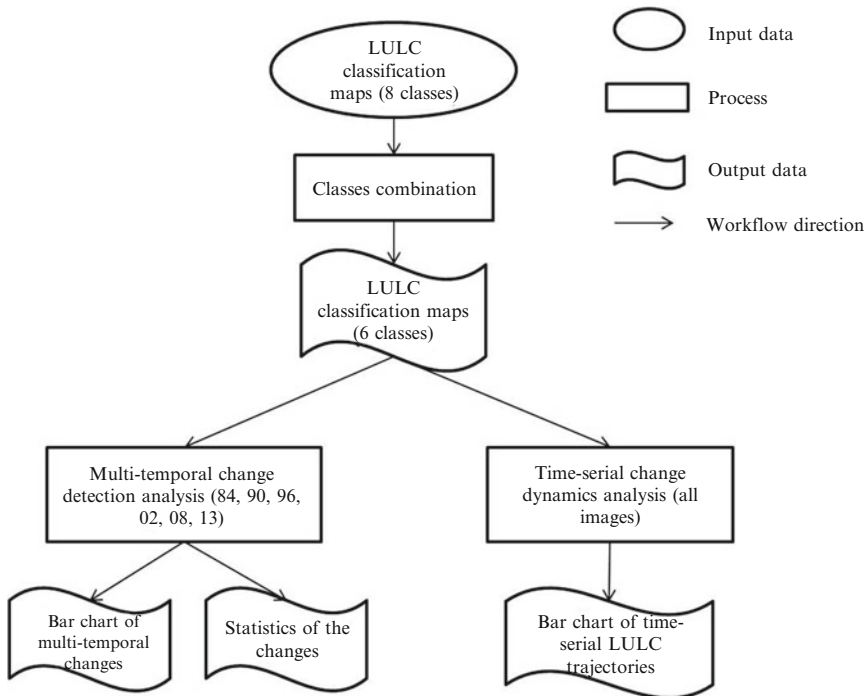 LULC
classification
maps (8 classes)
Input data
Process
Classes combination
Output data
Workflow direction
LULC
classification maps
(6 classes)
Multi-temporal change
detection analysis (84, 90, 96,
02, 08, 13)
Time-serial change
dynamics analysis (all
images)
Bar chart of
multi-temporal
changes
Statistics of the
changes
Bar chart of time-
serial LULC
trajectories